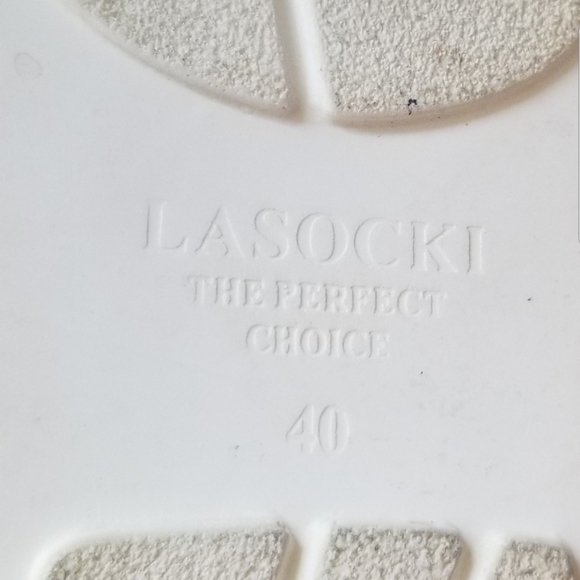 LASOCKI
THE PERFECT
CHOICE
40